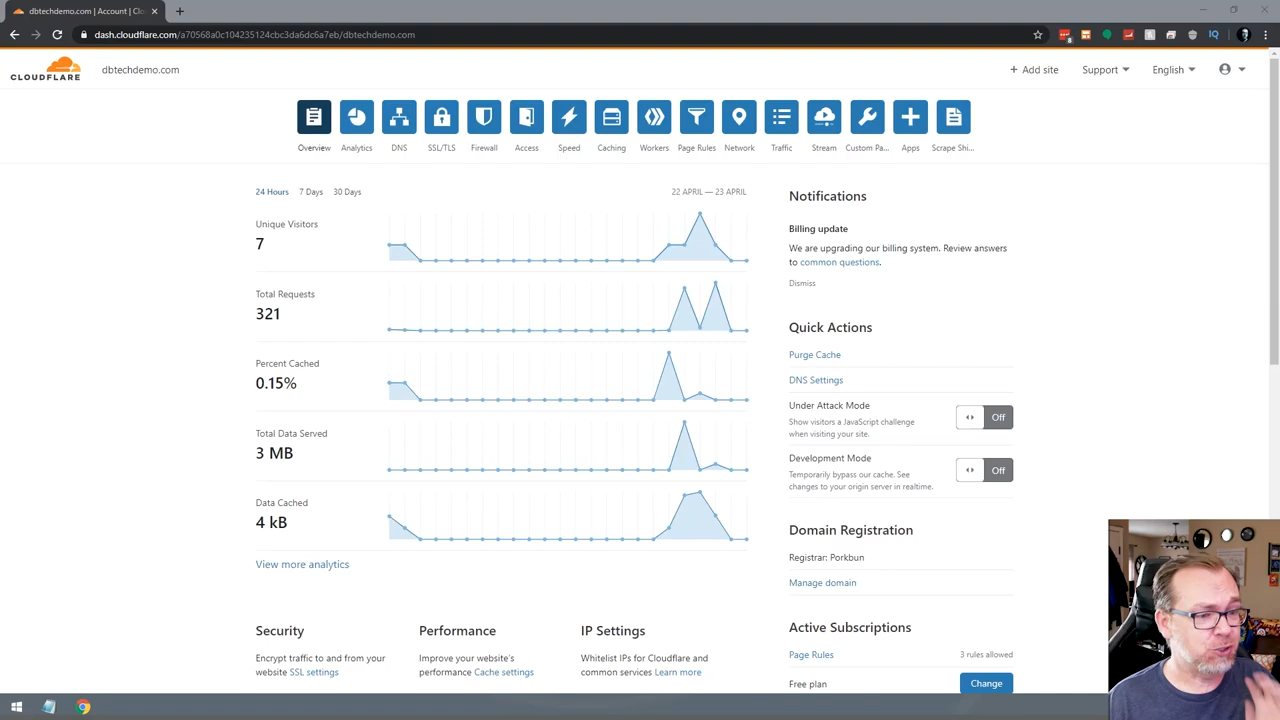 dbtechdemo.com | Account | Clo
dash.cloudflare.com/a70568a0c104235124cbc3da6dc6a7eb/dbtechdemo.com
CLOUDFLARE
dbtechdemo.com
+ Add site
Support
English
Overview
Analytics
DNS
SSL/TLS
Firewall
Access
Speed
Caching
Workers
Page Rules
Network
Traffic
Stream
Custom Pa...
Apps
Scrape Shi...
24 Hours 7 Days 30 Days
22 APRIL — 23 APRIL
Unique Visitors
7
Total Requests
321
Percent Cached
0.15%
Total Data Served
3 MB
Data Cached
4 kB
View more analytics
Notifications
Billing update
We are upgrading our billing system. Review answers
to common questions.
Dismiss
Quick Actions
Purge Cache
DNS Settings
Under Attack Mode
Show visitors a JavaScript challenge
when visiting your site.
Off
Development Mode
Temporarily bypass our cache. See
changes to your origin server in realtime.
Off
Domain Registration
Registrar: Porkbun
Manage domain
Active Subscriptions
Page Rules
3 rules allowed
Free plan
Change
Security
Encrypt traffic to and from your
website SSL settings
Performance
Improve your website's
performance Cache settings
IP Settings
Whitelist IPs for Cloudflare and
common services Learn more